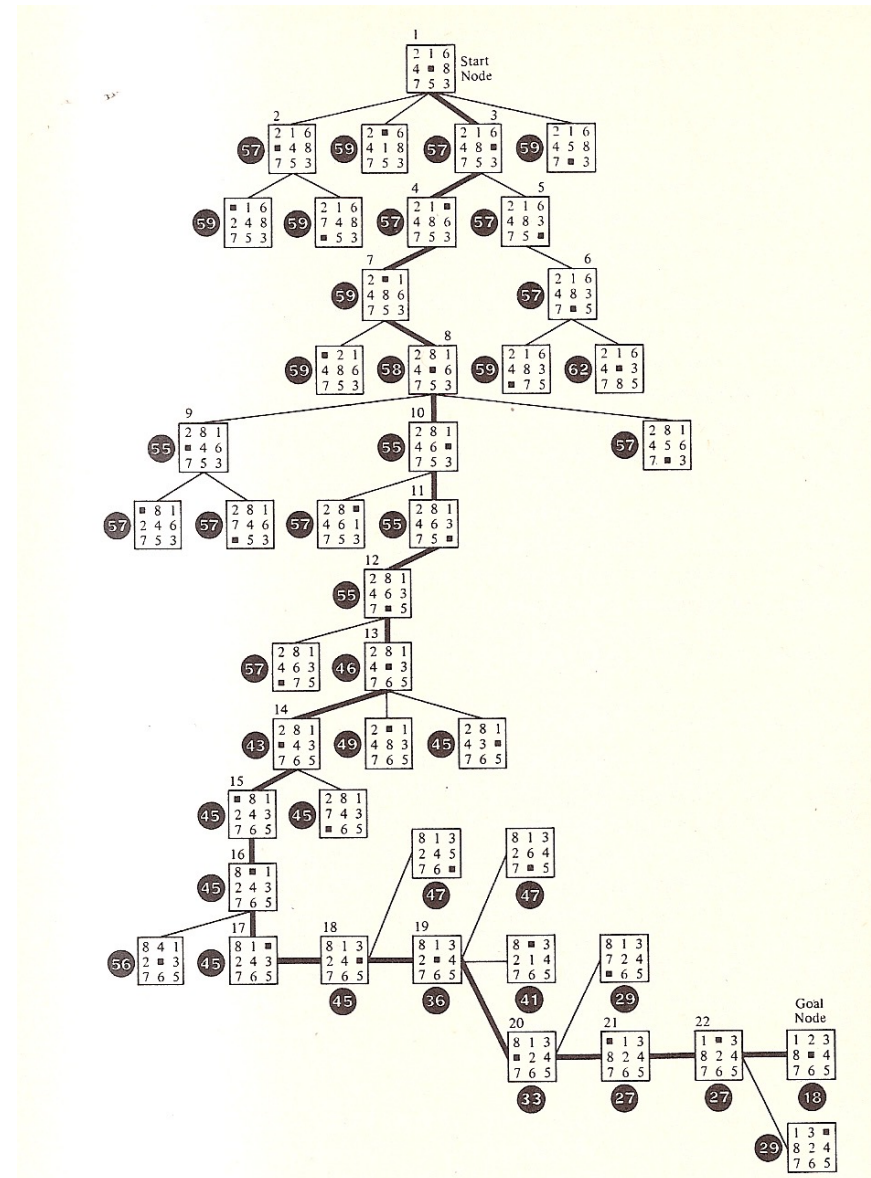 1
2 1 6
4 ■ 8
7 5 3
Start
Node
2
57
2 1 6
■ 4 8
7 5 3
59
2 ■ 6
4 1 8
7 5 3
3
57
2 1 6
4 8 ■
7 5 3
59
2 1 6
4 5 8
7 ■ 3
59
■ 1 6
2 4 8
7 5 3
59
2 1 6
7 4 8
■ 5 3
4
57
2 1 ■
4 8 6
7 5 3
5
57
2 1 6
4 8 3
7 5 ■
7
59
2 ■ 1
4 8 6
7 5 3
6
57
2 1 6
4 8 3
7 ■ 5
59
■ 2 1
4 8 6
7 5 3
8
58
2 8 1
4 ■ 6
7 5 3
59
2 1 6
4 8 3
■ 7 5
62
2 1 6
4 ■ 3
7 8 5
9
55
2 8 1
■ 4 6
7 5 3
10
55
2 8 1
4 6 ■
7 5 3
57
2 8 1
4 5 6
7 ■ 3
57
■ 8 1
2 4 6
7 5 3
57
2 8 1
7 4 6
■ 5 3
57
2 8 ■
4 6 1
7 5 3
11
55
2 8 1
4 6 3
7 5 ■
12
55
2 8 1
4 6 3
7 ■ 5
57
2 8 1
4 6 3
■ 7 5
13
46
2 8 1
4 ■ 3
7 6 5
14
43
2 8 1
■ 4 3
7 6 5
49
2 ■ 1
4 8 3
7 6 5
45
2 8 1
4 3 ■
7 6 5
15
45
■ 8 1
2 4 3
7 6 5
45
2 8 1
7 4 3
■ 6 5
16
45
8 ■ 1
2 4 3
7 6 5
8 1 3
2 4 5
7 6 ■
47
8 1 3
2 6 4
7 ■ 5
47
56
8 4 1
2 ■ 3
7 6 5
17
45
8 1 ■
2 4 3
7 6 5
18
8 1 3
2 4 ■
7 6 5
45
19
8 1 3
2 ■ 4
7 6 5
36
8 ■ 3
2 1 4
7 6 5
41
8 1 3
7 2 4
■ 6 5
29
20
8 1 3
■ 2 4
7 6 5
33
21
■ 1 3
8 2 4
7 6 5
27
22
1 ■ 3
8 2 4
7 6 5
27
Goal
Node
1 2 3
8 ■ 4
7 6 5
18
29
1 3 ■
8 2 4
7 6 5